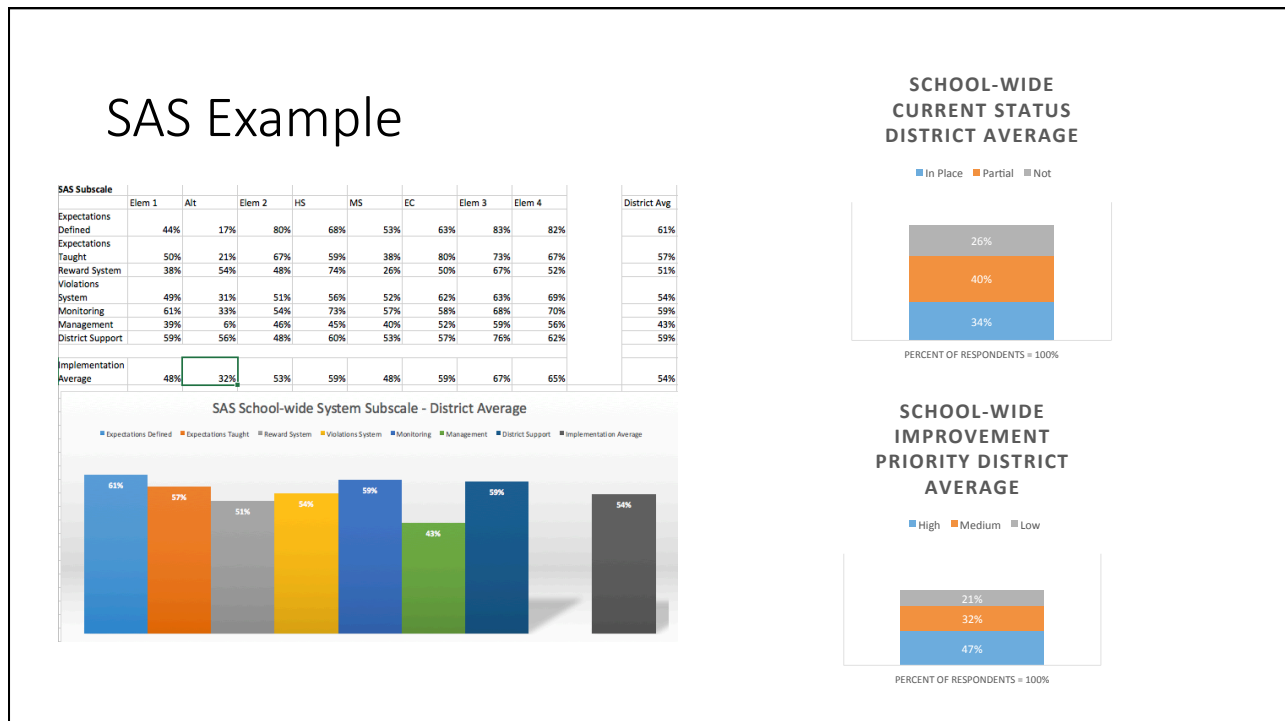 SAS Example
SAS Subscale
Elem 1 Alt Elem 2 HS MS EC Elem 3 Elem 4 District Avg
Expectations
Defined 44% 17% 80% 68% 53% 63% 83% 82% 61%
Expectations
Taught 50% 21% 67% 59% 38% 80% 73% 67% 57%
Reward System 38% 54% 48% 74% 26% 50% 67% 52% 51%
Violations
System 49% 31% 51% 56% 52% 62% 63% 69% 54%
Monitoring 61% 33% 54% 73% 57% 58% 68% 70% 59%
Management 39% 6% 46% 45% 40% 52% 59% 56% 43%
District Support 59% 56% 48% 60% 53% 57% 76% 62% 59%
Implementation
Average 48% 32% 53% 59% 48% 59% 67% 65% 54%
SAS School-wide System Subscale - District Average
Expectations Defined Expectations Taught Reward System Violations System Monitoring Management District Support Implementation Average
61% 57% 51% 54% 59% 43% 59% 54%
SCHOOL-WIDE
CURRENT STATUS
DISTRICT AVERAGE
In Place Partial Not
26%
40%
34%
PERCENT OF RESPONDENTS = 100%
SCHOOL-WIDE
IMPROVEMENT
PRIORITY DISTRICT
AVERAGE
High Medium Low
21%
32%
47%
PERCENT OF RESPONDENTS = 100%